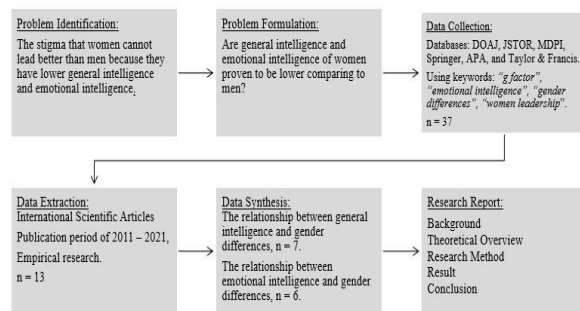 Problem Identification:
The stigma that women cannot
lead better than men because they
have lower general intelligence
and emotional intelligence.
Problem Formulation:
Are general intelligence and
emotional intelligence of women
proven to be lower comparing to
men?
Data Collection:
Databases: DOAJ, JSTOR, MDPI,
Springer, APA, and Taylor & Francis.
Using keywords: “g factor”,
“emotional intelligence”, “gender
differences”, “women leadership”.
n = 37
Data Extraction:
International Scientific Articles
Publication period of 2011 – 2021,
Empirical research.
n = 13
Data Synthesis:
The relationship between general
intelligence and gender
differences, n = 7.
The relationship between
emotional intelligence and gender
differences, n = 6.
Research Report:
Background
Theoretical Overview
Research Method
Result
Conclusion